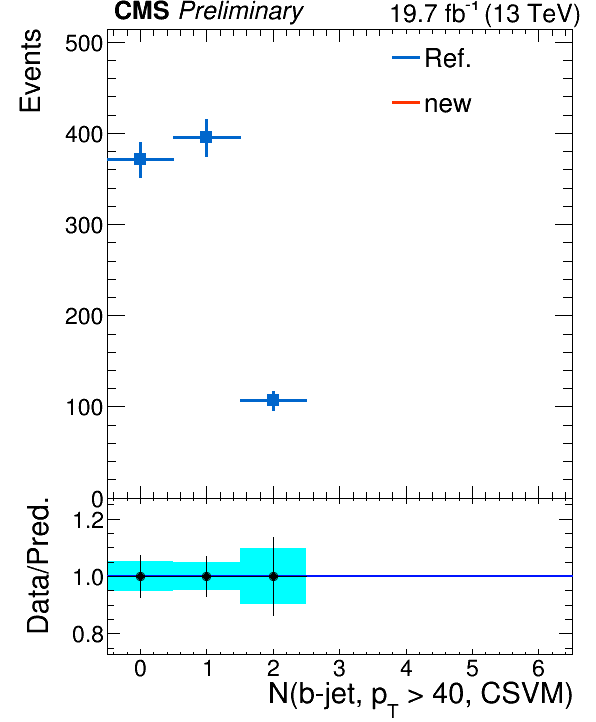 CMS Preliminary 19.7 fb⁻¹ (13 TeV)
Events
500
Ref.
new
400
300
200
100
0
Data/Pred.
1.2
1.0
0.8
0 1 2 3 4 5 6
N(b-jet, p_T > 40, CSVM)